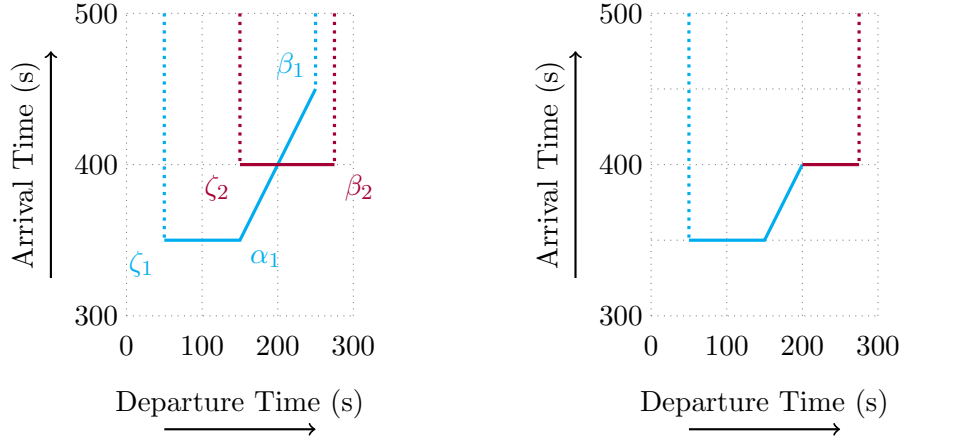 500
400
300
0 100 200 300
Departure Time (s)
Arrival Time (s)
ζ₁
α₁
β₁
ζ₂
β₂
500
400
300
0 100 200 300
Departure Time (s)
Arrival Time (s)